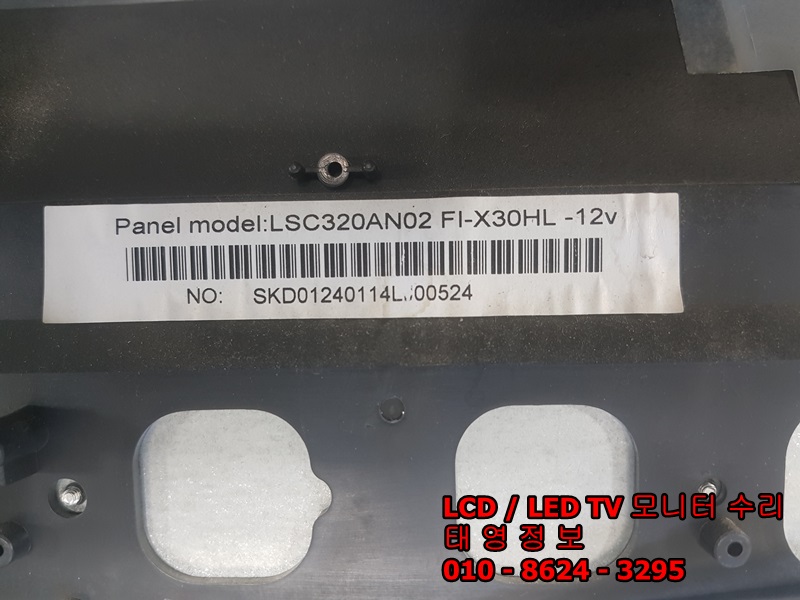 Panel model:LSC320AN02 FI-X30HL -12v
NO: SKD01240114L
LCD / LED TV 모니터 수리
태 영 정 보
010 - 8624 - 3295